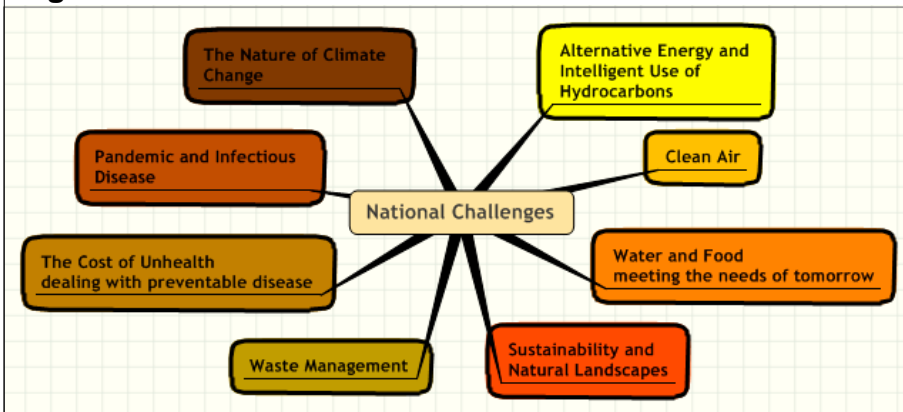 The Nature of Climate
Change
Alternative Energy and
Intelligent Use of
Hydrocarbons
Pandemic and Infectious
Disease
Clean Air
National Challenges
The Cost of Unhealth
dealing with preventable disease
Water and Food
meeting the needs of tomorrow
Waste Management
Sustainability and
Natural Landscapes